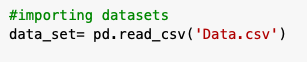 #importing datasets
data_set= pd.read_csv('Data.csv')